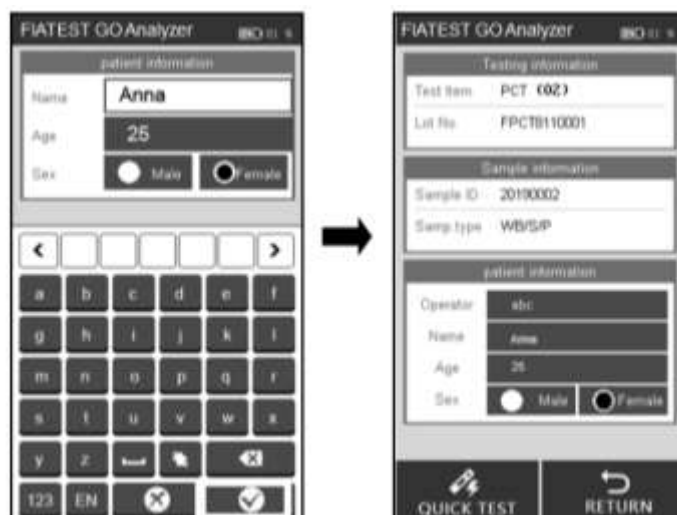 FIATEST GO Analyzer
patient information
Name Anna
Age 25
Sex Male Female
a b c d e f
g h i j k l
m n o p q r
s t u v w x
y z
123 EN
FIATEST GO Analyzer
Testing information
Test Item PCT (02)
Lot No FPCT8110001
Sample information
Sample ID 20190002
Samp type WB/S/P
patient information
Operator abc
Name Anna
Age 25
Sex Male Female
QUICK TEST RETURN